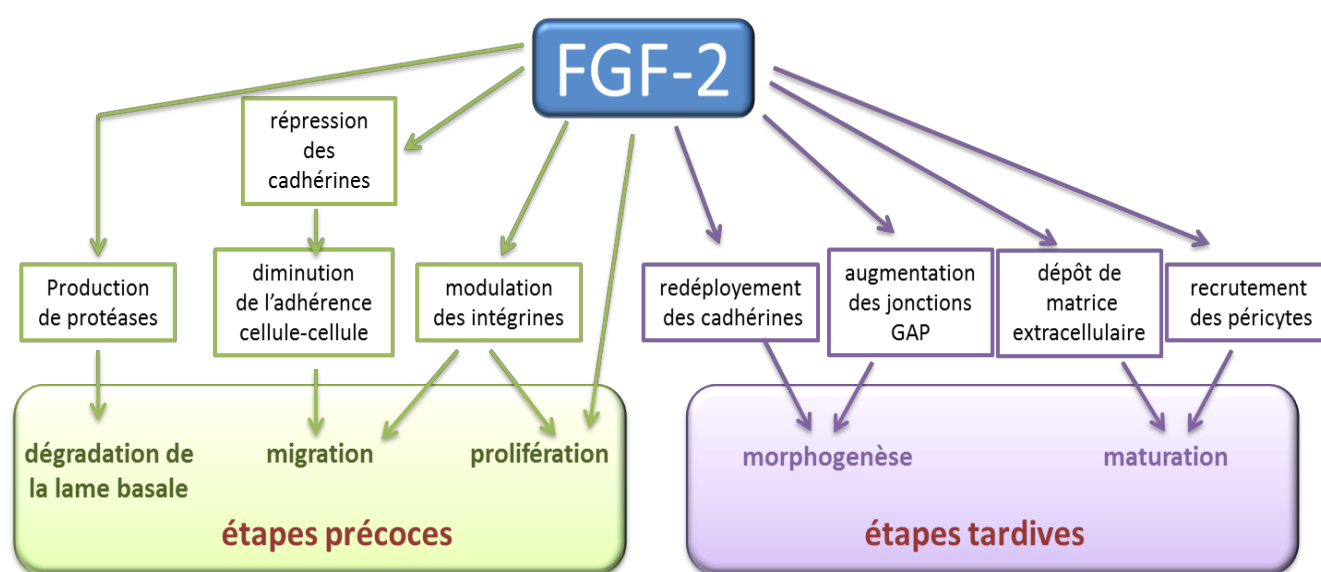 FGF-2
répression
des
cadhérines
Production
de protéases
diminution
de l'adhérence
cellule-cellule
modulation
des intégrines
redéployement
des cadhérines
augmentation
des jonctions
GAP
dépôt de
matrice
extracellulaire
recrutement
des péricytes
dégradation de
la lame basale
migration
prolifération
étapes précoces
morphogenèse
maturation
étapes tardives